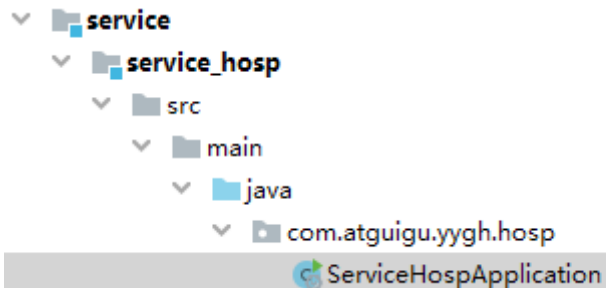 service
service_hosp
src
main
java
com.atguigu.yygh.hosp
ServiceHospApplication